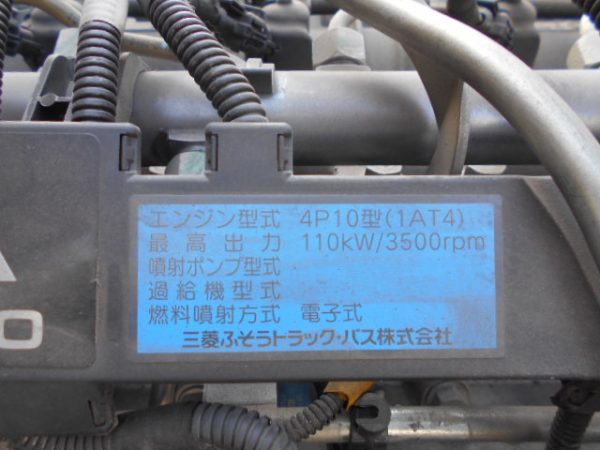 エンジン型式 4P10型(1AT4)
最高出力 110kW/3500rpm
噴射ポンプ型式
過給機型式
燃料噴射方式 電子式
三菱ふそうトラック・バス株式会社